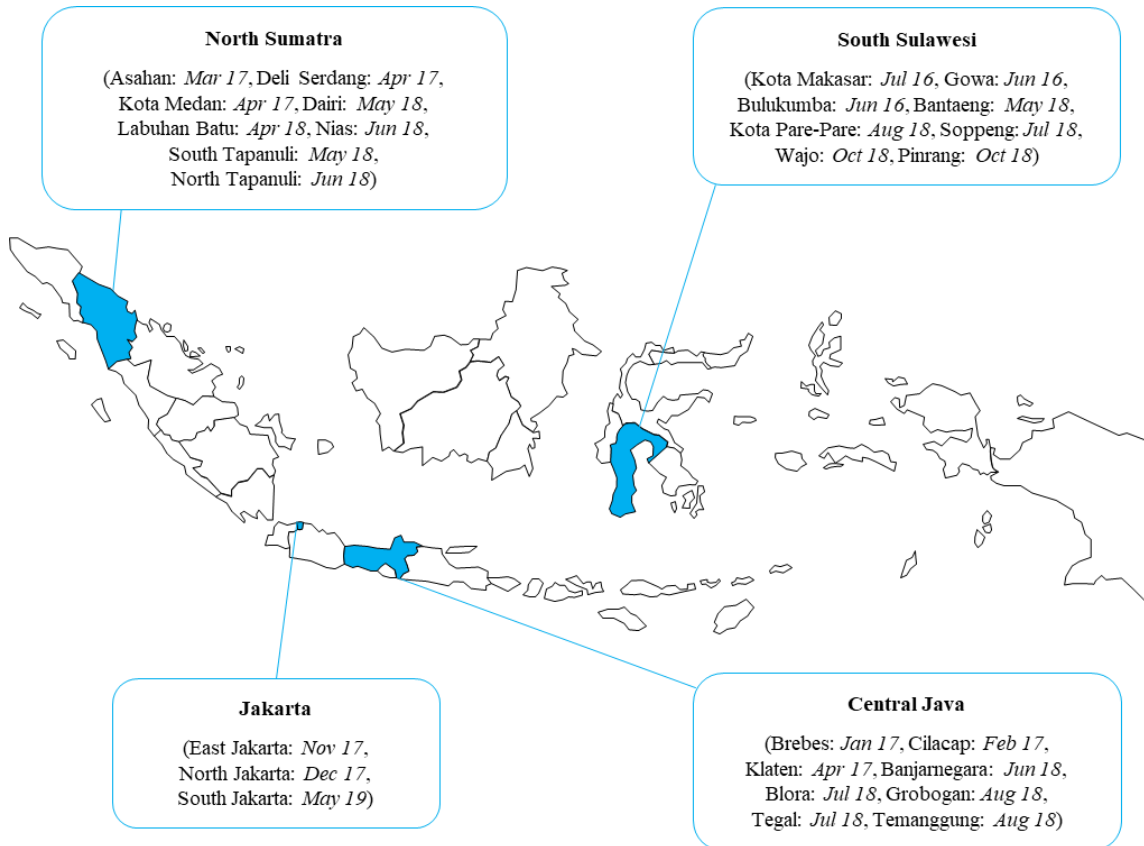 North Sumatra
(Asahan: Mar 17, Deli Serdang: Apr 17,
Kota Medan: Apr 17, Dairi: May 18,
Labuhan Batu: Apr 18, Nias: Jun 18,
South Tapanuli: May 18,
North Tapanuli: Jun 18)
South Sulawesi
(Kota Makasar: Jul 16, Gowa: Jun 16,
Bulukumba: Jun 16, Bantaeng: May 18,
Kota Pare-Pare: Aug 18, Soppeng: Jul 18,
Wajo: Oct 18, Pinrang: Oct 18)
Jakarta
(East Jakarta: Nov 17,
North Jakarta: Dec 17,
South Jakarta: May 19)
Central Java
(Brebes: Jan 17, Cilacap: Feb 17,
Klaten: Apr 17, Banjarnegara: Jun 18,
Blora: Jul 18, Grobogan: Aug 18,
Tegal: Jul 18, Temanggung: Aug 18)